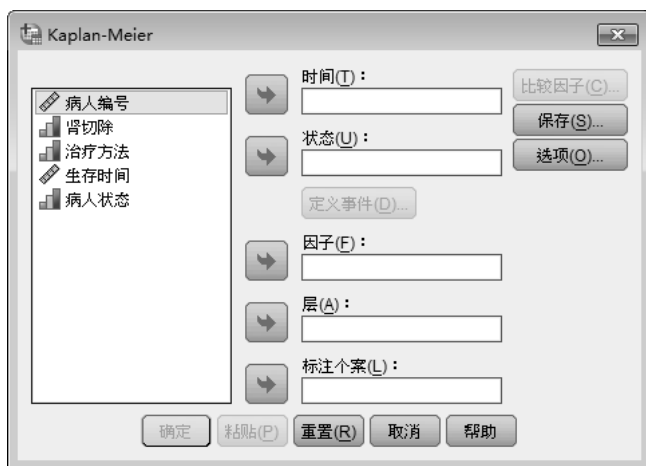 Kaplan-Meier
病人编号
肾切除
治疗方法
生存时间
病人状态
时间(T)：
状态(U)：
定义事件(D)...
因子(F)：
层(A)：
标注个案(L)：
比较因子(C)...
保存(S)...
选项(O)...
确定 粘贴(P) 重置(R) 取消 帮助